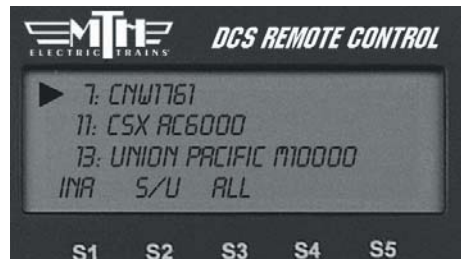 MTH
ELECTRIC TRAINS
DCS REMOTE CONTROL
7: CNW1761
11: CSX AC6000
13: UNION PACIFIC M10000
INA S/U ALL
S1 S2 S3 S4 S5